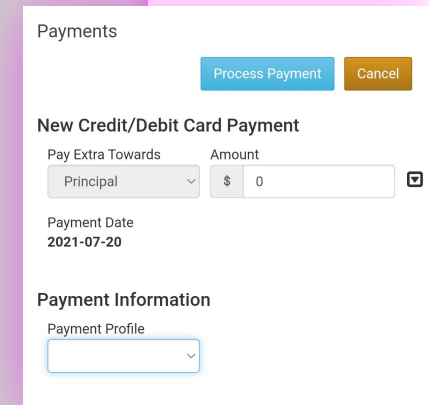 Payments
Process Payment Cancel
New Credit/Debit Card Payment
Pay Extra Towards Amount
Principal $ 0
Payment Date
2021-07-20
Payment Information
Payment Profile